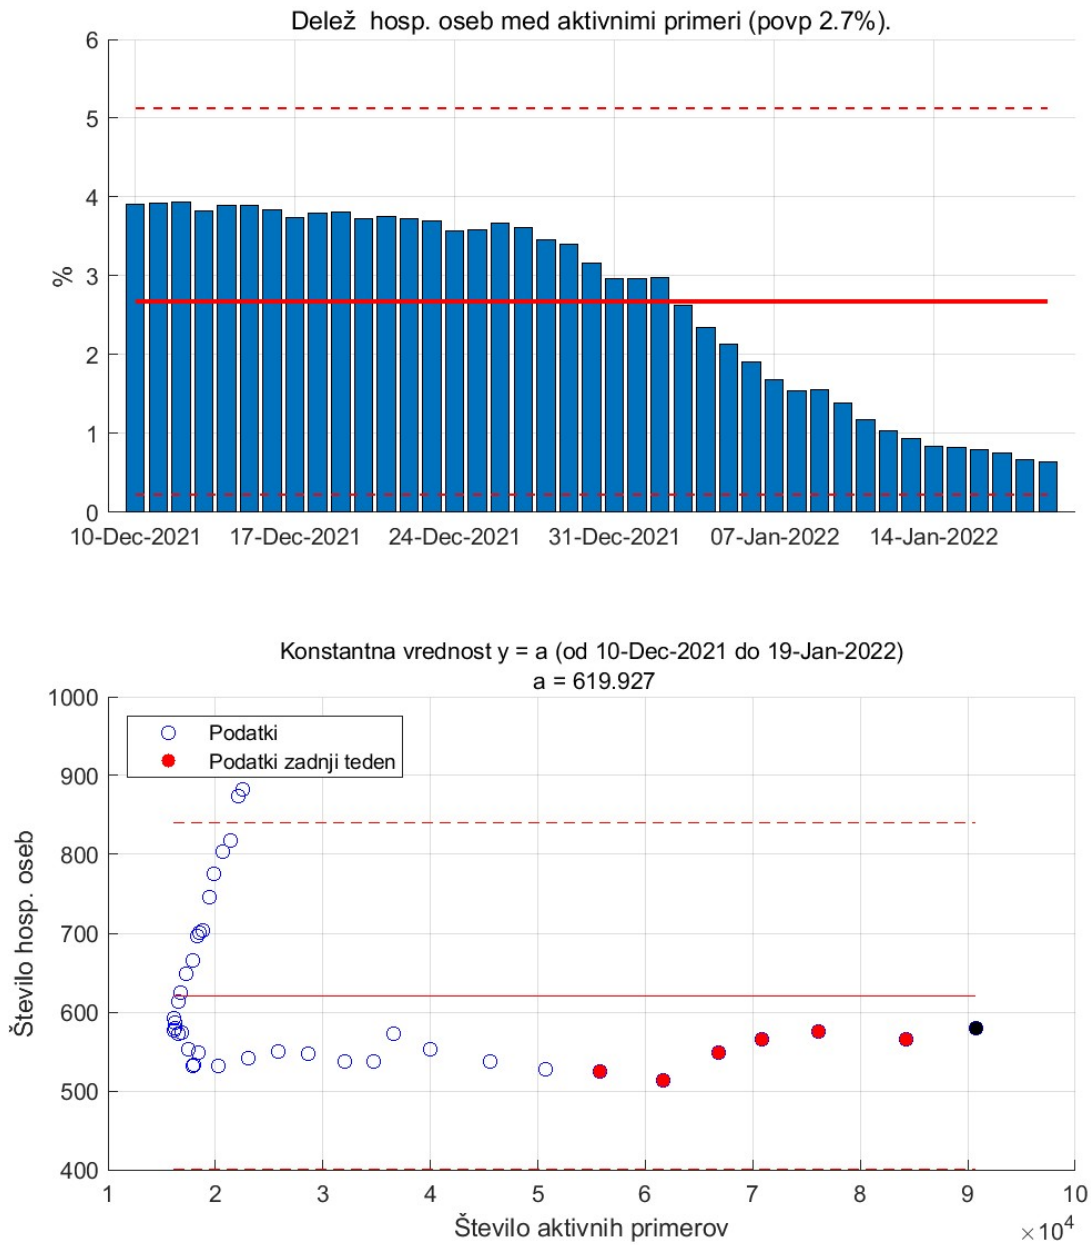 Delež hosp. oseb med aktivnimi primeri (povp 2.7%).
6
5
4
3
2
1
0
%
10-Dec-2021 17-Dec-2021 24-Dec-2021 31-Dec-2021 07-Jan-2022 14-Jan-2022
Konstantna vrednost y = a (od 10-Dec-2021 do 19-Jan-2022)
a = 619.927
1000
900
800
700
600
500
400
Število hosp. oseb
Podatki
Podatki zadnji teden
1 2 3 4 5 6 7 8 9 10
Število aktivnih primerov
×10⁴